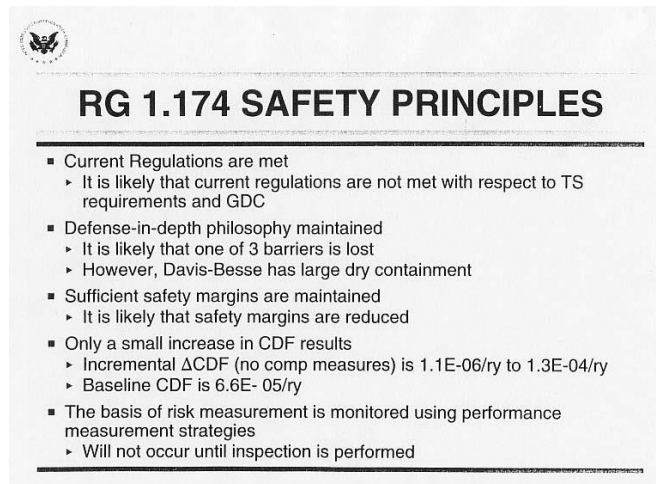 RG 1.174 SAFETY PRINCIPLES
▪ Current Regulations are met
▸ It is likely that current regulations are not met with respect to TS
requirements and GDC
▪ Defense-in-depth philosophy maintained
▸ It is likely that one of 3 barriers is lost
▸ However, Davis-Besse has large dry containment
▪ Sufficient safety margins are maintained
▸ It is likely that safety margins are reduced
▪ Only a small increase in CDF results
▸ Incremental ΔCDF (no comp measures) is 1.1E-06/ry to 1.3E-04/ry
▸ Baseline CDF is 6.6E- 05/ry
▪ The basis of risk measurement is monitored using performance
measurement strategies
▸ Will not occur until inspection is performed